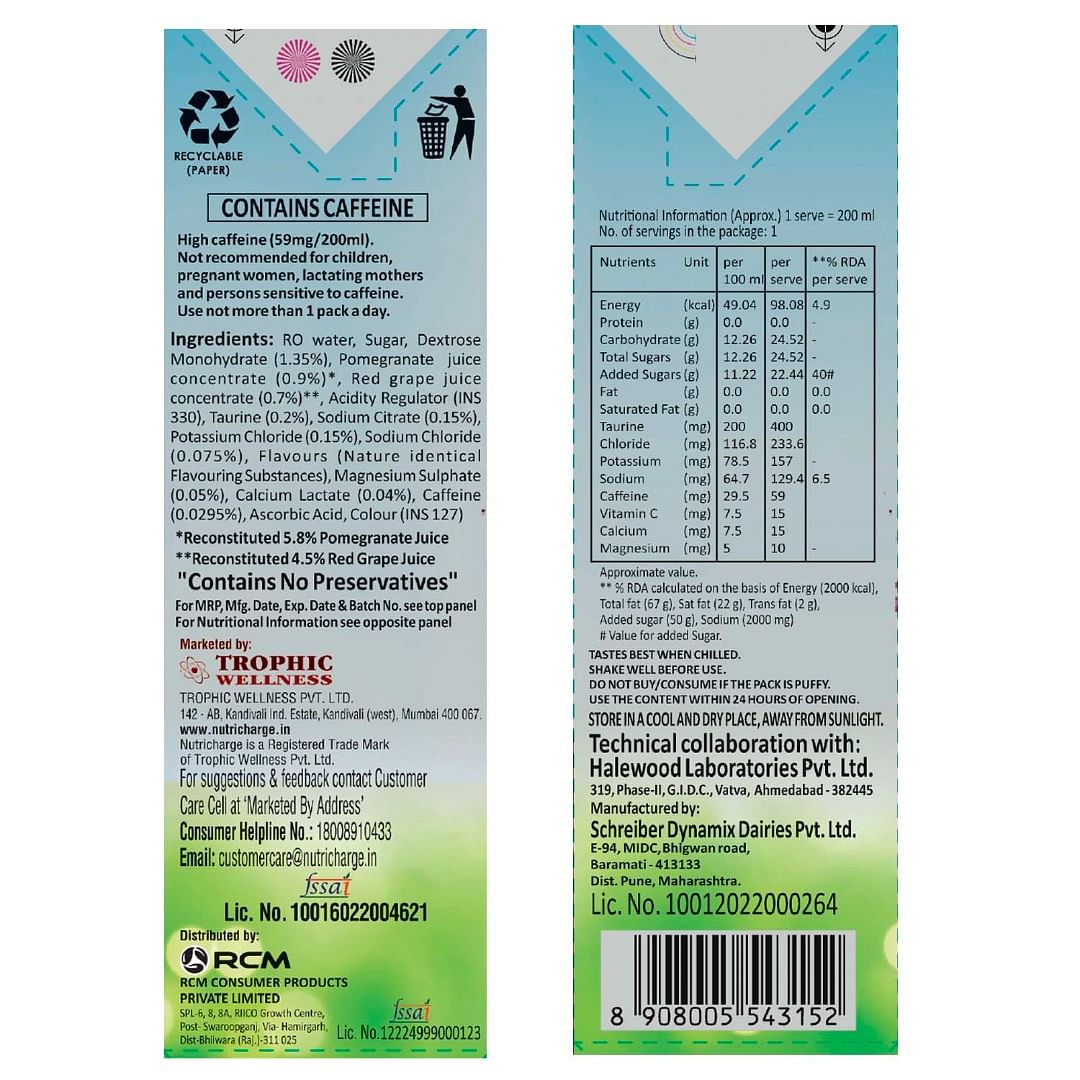 RECYCLABLE
(PAPER)
CONTAINS CAFFEINE
High caffeine (59mg/200ml).
Not recommended for children,
pregnant women, lactating mothers
and persons sensitive to caffeine.
Use not more than 1 pack a day.
Ingredients: RO water, Sugar, Dextrose
Monohydrate (1.35%), Pomegranate juice
concentrate (0.9%)*, Red grape juice
concentrate (0.7%)**, Acidity Regulator (INS
330), Taurine (0.2%), Sodium Citrate (0.15%),
Potassium Chloride (0.15%), Sodium Chloride
(0.075%), Flavours (Nature identical
Flavouring Substances), Magnesium Sulphate
(0.05%), Calcium Lactate (0.04%), Caffeine
(0.0295%), Ascorbic Acid, Colour (INS 127)
*Reconstituted 5.8% Pomegranate Juice
**Reconstituted 4.5% Red Grape Juice
"Contains No Preservatives"
For MRP, Mfg. Date, Exp. Date & Batch No. see top panel
For Nutritional Information see opposite panel
Marketed by:
TROPHIC
WELLNESS
TROPHIC WELLNESS PVT. LTD.
142 - AB, Kandivali Ind. Estate, Kandivali (west), Mumbai 400 067.
www.nutricharge.in
Nutricharge is a Registered Trade Mark
of Trophic Wellness Pvt. Ltd.
For suggestions & feedback contact Customer
Care Cell at ‘Marketed By Address’
Consumer Helpline No.: 18008910433
Email: customercare@nutricharge.in
fssai
Lic. No. 10016022004621
Distributed by:
RCM
RCM CONSUMER PRODUCTS
PRIVATE LIMITED
SPL-6, 8, 8A, RIICO Growth Centre,
Post- Swaroopganj, Via- Hamirgarh,
Dist-Bhilwara (Raj.)-311 025
fssai
Lic. No.12224999000123
Nutritional Information (Approx.) 1 serve = 200 ml
No. of servings in the package: 1
Nutrients Unit per 100 ml per serve **% RDA per serve
Energy (kcal) 49.04 98.08 4.9
Protein (g) 0.0 0.0 -
Carbohydrate (g) 12.26 24.52 -
Total Sugars (g) 12.26 24.52 -
Added Sugars (g) 11.22 22.44 40#
Fat (g) 0.0 0.0 0.0
Saturated Fat (g) 0.0 0.0 0.0
Taurine (mg) 200 400
Chloride (mg) 116.8 233.6
Potassium (mg) 78.5 157 -
Sodium (mg) 64.7 129.4 6.5
Caffeine (mg) 29.5 59
Vitamin C (mg) 7.5 15
Calcium (mg) 7.5 15
Magnesium (mg) 5 10 -
Approximate value.
** % RDA calculated on the basis of Energy (2000 kcal),
Total fat (67 g), Sat fat (22 g), Trans fat (2 g),
Added sugar (50 g), Sodium (2000 mg)
# Value for added Sugar.
TASTES BEST WHEN CHILLED.
SHAKE WELL BEFORE USE.
DO NOT BUY/CONSUME IF THE PACK IS PUFFY.
USE THE CONTENT WITHIN 24 HOURS OF OPENING.
STORE IN A COOL AND DRY PLACE, AWAY FROM SUNLIGHT.
Technical collaboration with:
Halewood Laboratories Pvt. Ltd.
319, Phase-II, G.I.D.C., Vatva, Ahmedabad - 382445
Manufactured by:
Schreiber Dynamix Dairies Pvt. Ltd.
E-94, MIDC, Bhigwan road,
Baramati - 413133
Dist. Pune, Maharashtra.
Lic. No. 10012022000264
8 908005 543152